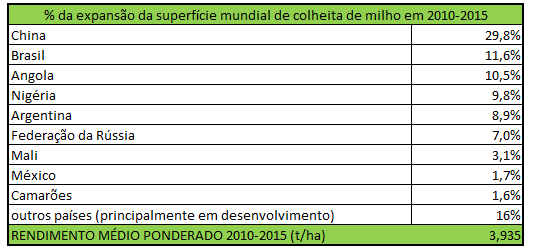 % da expansão da superfície mundial de colheita de milho em 2010-2015
China 29,8%
Brasil 11,6%
Angola 10,5%
Nigéria 9,8%
Argentina 8,9%
Federação da Rússia 7,0%
Mali 3,1%
México 1,7%
Camarões 1,6%
outros países (principalmente em desenvolvimento) 16%
RENDIMENTO MÉDIO PONDERADO 2010-2015 (t/ha) 3,935